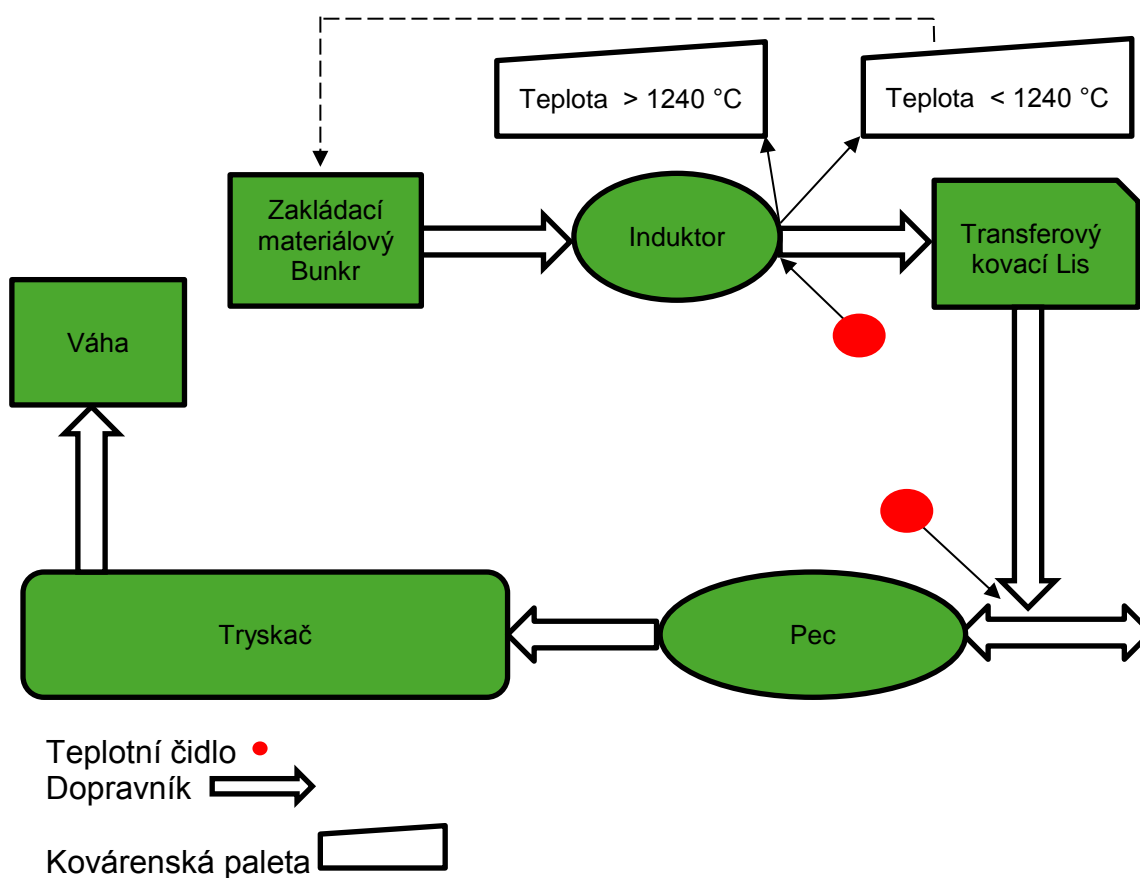 Teplota > 1240 °C
Teplota < 1240 °C
Zakládací
materiálový
Bunkr
Induktor
Transferový
kovací Lis
Váha
Tryskač
Pec
Teplotní čidlo
Dopravník
Kovárenská paleta